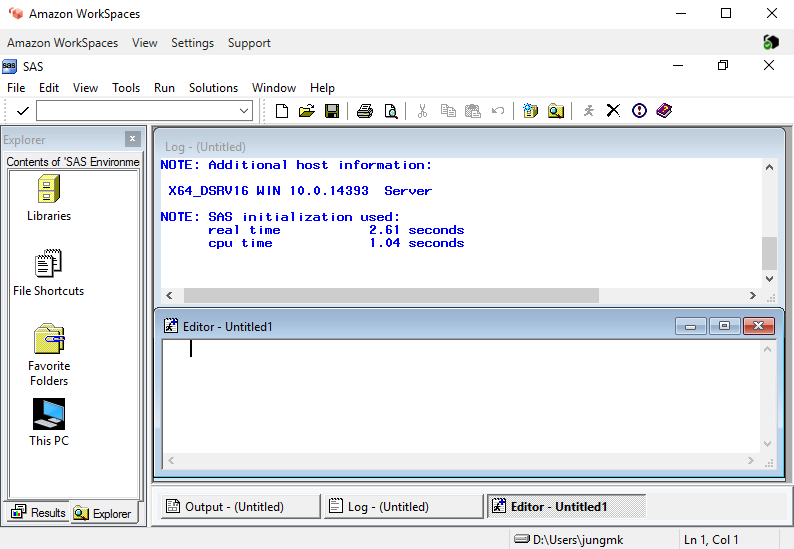 Amazon WorkSpaces
Amazon WorkSpaces View Settings Support
SAS
File Edit View Tools Run Solutions Window Help
Explorer
Contents of 'SAS Environme
Libraries
File Shortcuts
Favorite
Folders
This PC
Results Explorer
Log - (Untitled)
NOTE: Additional host information:
X64_DSRV16 WIN 10.0.14393 Server
NOTE: SAS initialization used:
real time 2.61 seconds
cpu time 1.04 seconds
Editor - Untitled1
Output - (Untitled) Log - (Untitled) Editor - Untitled1
D:\Users\jungmk Ln 1, Col 1